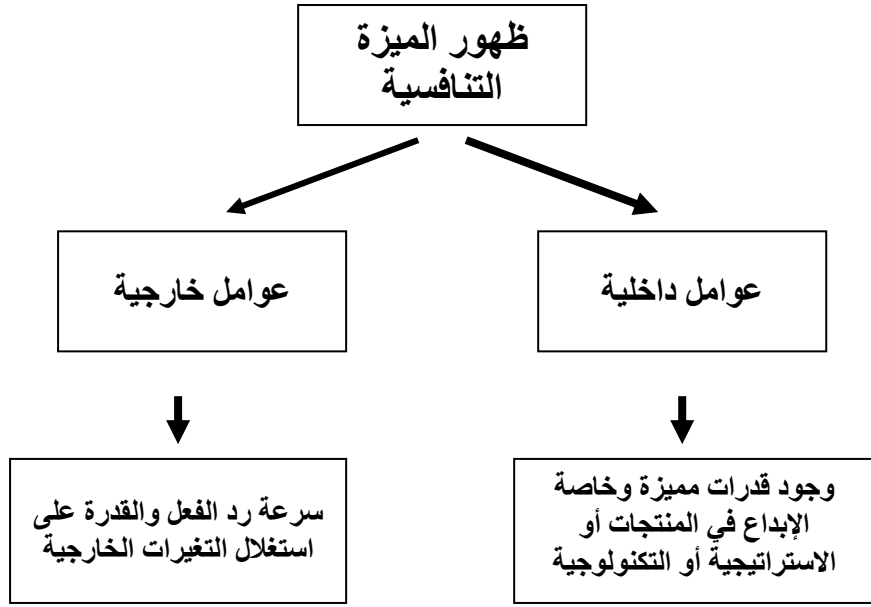 ظهور الميزة
التنافسية
عوامل داخلية
عوامل خارجية
وجود قدرات مميزة وخاصة
الإبداع في المنتجات أو
الاستراتيجية أو التكنولوجية
سرعة رد الفعل والقدرة على
استغلال التغيرات الخارجية